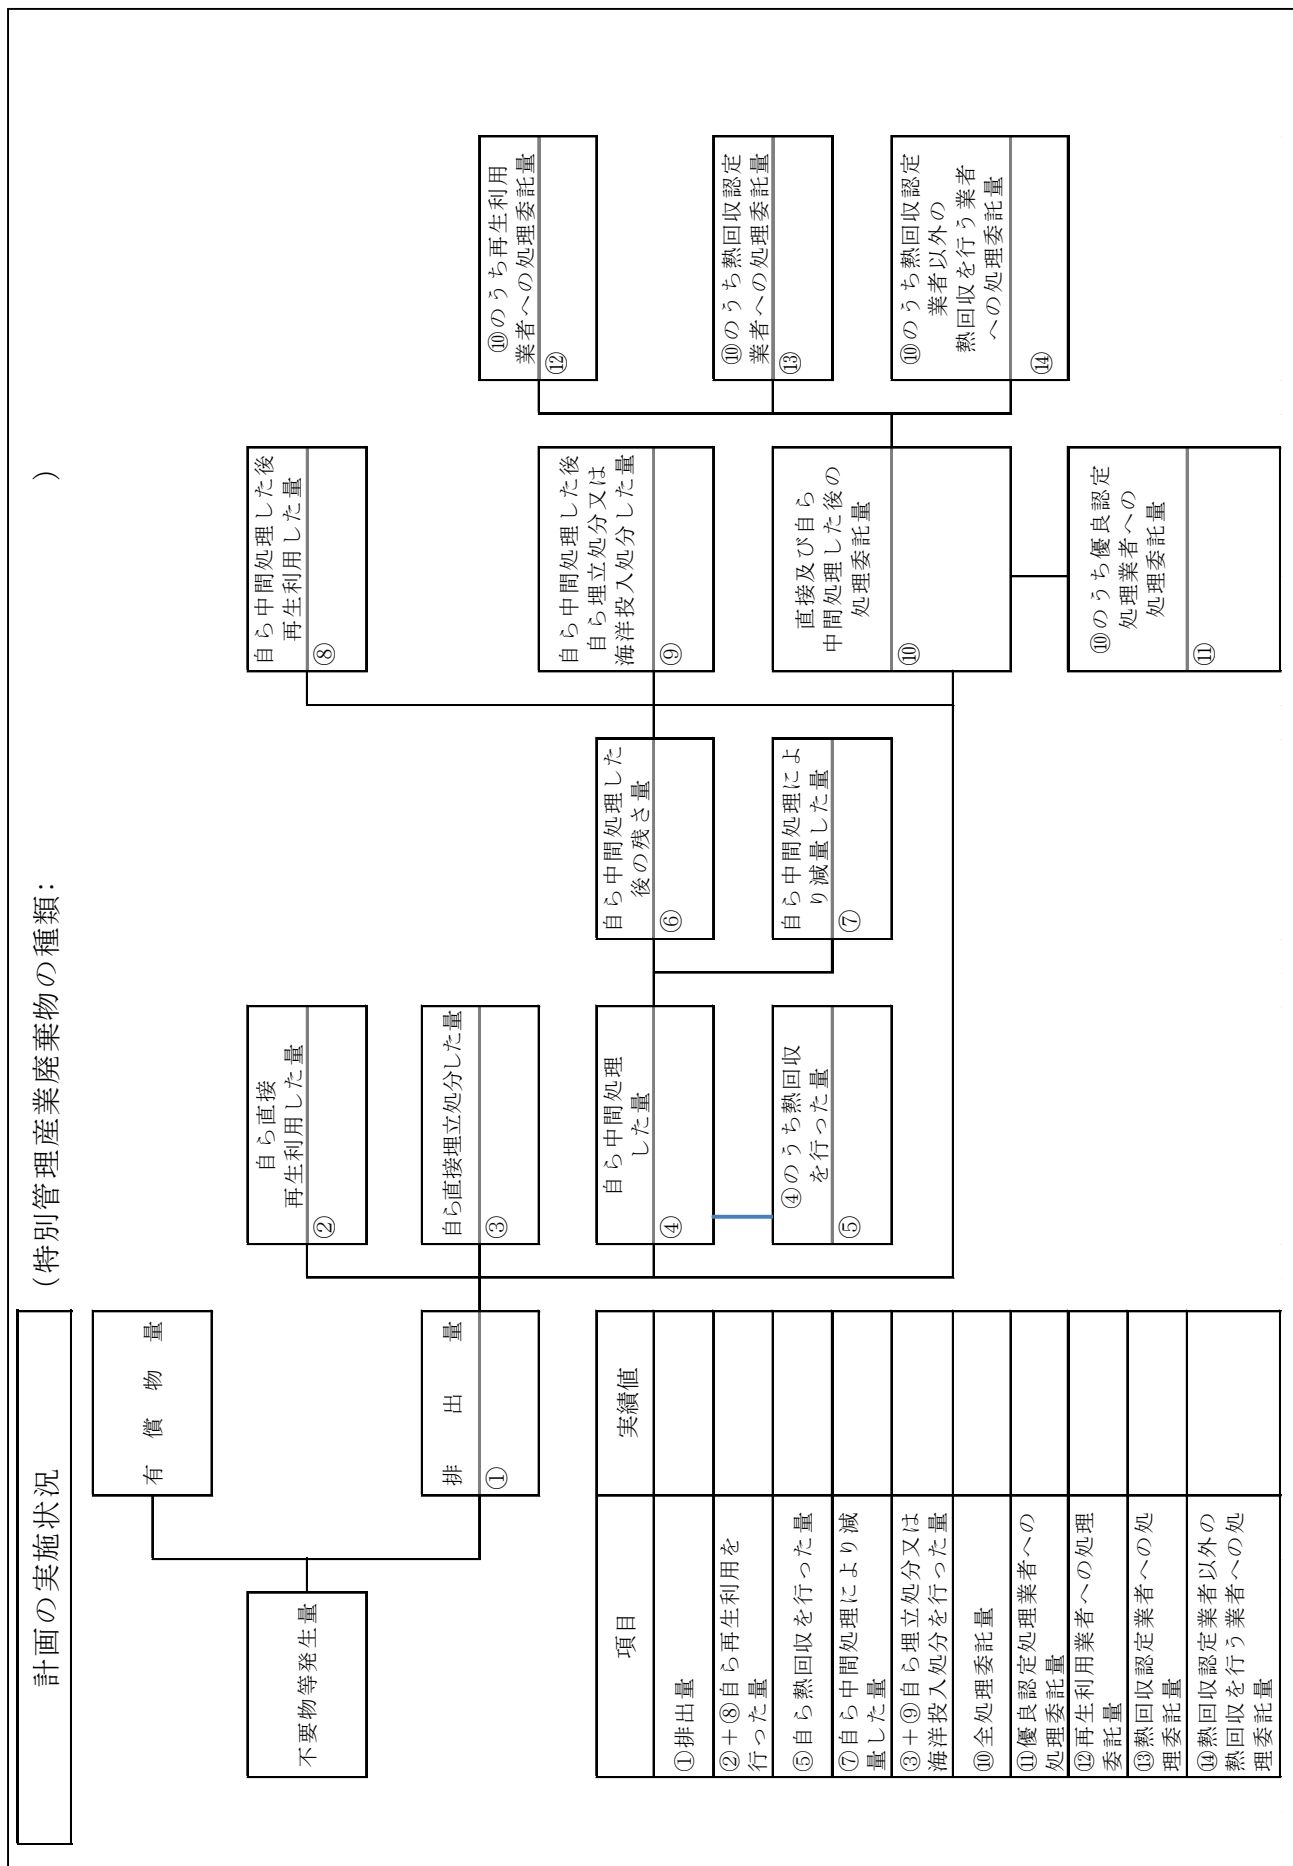 計画の実施状況
(特別管理産業廃棄物の種類： )
有償物量
不要物等発生量
排出量
①
自ら直接
再生利用した量
②
自ら直接埋立処分した量
③
自ら中間処理
した量
④
④のうち熱回収
を行った量
⑤
自ら中間処理した
後の残さ量
⑥
自ら中間処理によ
り減量した量
⑦
自ら中間処理した後
再生利用した量
⑧
自ら中間処理した後
自ら埋立処分又は
海洋投入処分した量
⑨
直接及び自ら
中間処理した後の
処理委託量
⑩
⑩のうち優良認定
処理業者への
処理委託量
⑪
⑩のうち再生利用
業者への処理委託量
⑫
⑩のうち熱回収認定
業者への処理委託量
⑬
⑩のうち熱回収認定
業者以外の
熱回収を行う業者
への処理委託量
⑭
項目
実績値
①排出量
②＋⑧自ら再生利用を
行った量
⑤自ら熱回収を行った量
⑦自ら中間処理により減
量した量
③＋⑨自ら埋立処分又は
海洋投入処分を行った量
⑩全処理委託量
⑪優良認定処理業者への
処理委託量
⑫再生利用業者への処理
委託量
⑬熱回収認定業者への処
理委託量
⑭熱回収認定業者以外の
熱回収を行う業者への処
理委託量